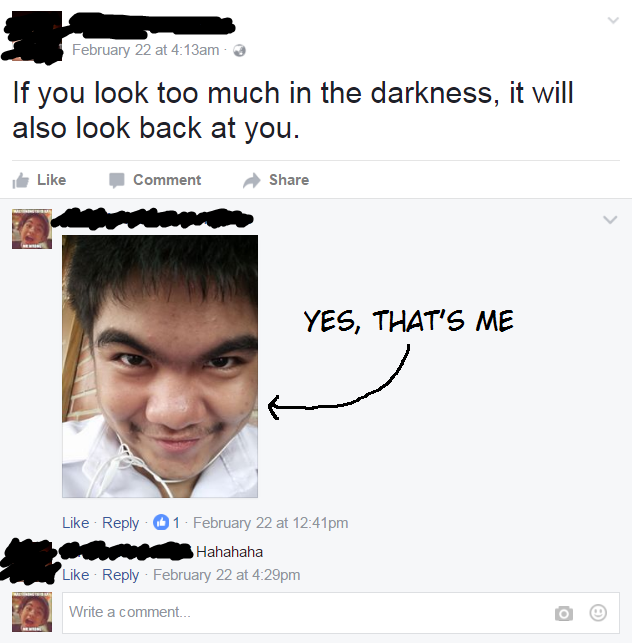 February 22 at 4:13am ·
If you look too much in the darkness, it will
also look back at you.
Like Comment Share
YES, THAT'S ME
Like · Reply · 1 · February 22 at 12:41pm
Hahahaha
Like · Reply · February 22 at 4:29pm
Write a comment...